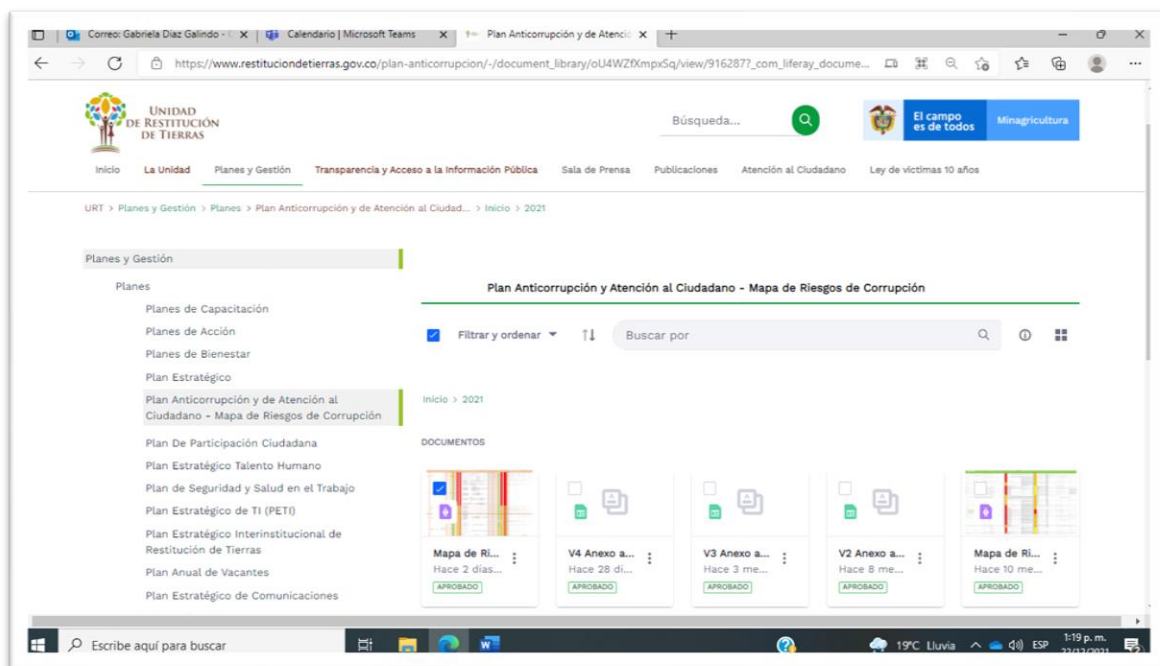 Correo: Gabriela Diaz Galindo -
Calendario | Microsoft Teams
Plan Anticorrupción y de Atenció
https://www.restituciondetierras.gov.co/plan-anticorrupcion/-/document_library/oU4WZfXmpxSq/view/9162877_com_liferay_docume...
UNIDAD
DE RESTITUCIÓN
DE TIERRAS
Búsqueda...
El campo
es de todos
Minagricultura
Inicio La Unidad Planes y Gestión Transparencia y Acceso a la Información Pública Sala de Prensa Publicaciones Atención al Ciudadano Ley de víctimas 10 años
URT > Planes y Gestión > Planes > Plan Anticorrupción y de Atención al Ciudad... > Inicio > 2021
Planes y Gestión
Planes
Planes de Capacitación
Planes de Acción
Planes de Bienestar
Plan Estratégico
Plan Anticorrupción y de Atención al
Ciudadano - Mapa de Riesgos de Corrupción
Plan De Participación Ciudadana
Plan Estratégico Talento Humano
Plan de Seguridad y Salud en el Trabajo
Plan Estratégico de TI (PETI)
Plan Estratégico Interinstitucional de
Restitución de Tierras
Plan Anual de Vacantes
Plan Estratégico de Comunicaciones
Plan Anticorrupción y Atención al Ciudadano - Mapa de Riesgos de Corrupción
Filtrar y ordenar
Buscar por
Inicio > 2021
DOCUMENTOS
Mapa de Ri...
Hace 2 días...
APROBADO
V4 Anexo a...
Hace 28 dí...
APROBADO
V3 Anexo a...
Hace 3 me...
APROBADO
V2 Anexo a...
Hace 8 me...
APROBADO
Mapa de Ri...
Hace 10 me...
APROBADO
Escribe aquí para buscar
19°C Lluvia
ESP
1:19 p. m.